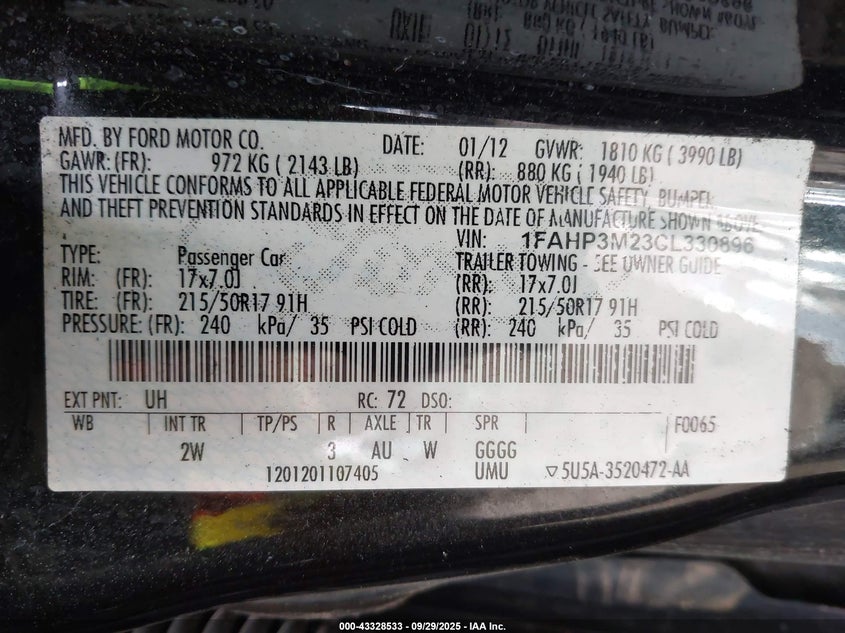 MFD. BY FORD MOTOR CO. DATE: 01/12 GVWR: 1810 KG ( 3990 LB)
GAWR: (FR): 972 KG ( 2143 LB) (RR): 880 KG ( 1940 LB)
THIS VEHICLE CONFORMS TO ALL APPLICABLE FEDERAL MOTOR VEHICLE SAFETY, BUMPER,
AND THEFT PREVENTION STANDARDS IN EFFECT ON THE DATE OF MANUFACTURE SHOWN ABOVE.
VIN: 1FAHP3M23CL330896
TYPE: Passenger Car TRAILER TOWING - SEE OWNER GUIDE
RIM: (FR): 17x7.0J (RR): 17x7.0J
TIRE: (FR): 215/50R17 91H (RR): 215/50R17 91H
PRESSURE: (FR): 240 kPa/ 35 PSI COLD (RR): 240 kPa/ 35 PSI COLD
EXT PNT: UH RC: 72 DSO:
WB INT TR TP/PS R AXLE TR SPR F0065
2W 3 AU W GGGG
1201201107405 UMU ▽5U5A-3520472-AA
000-43328533 - 09/29/2025 - IAA Inc.